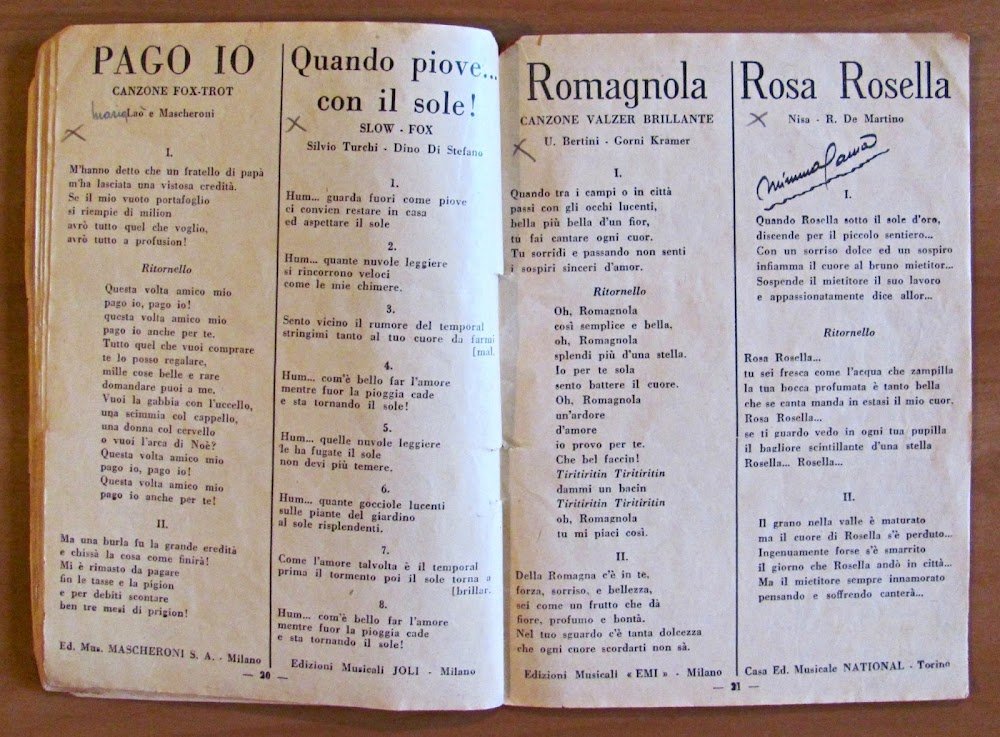 PAGO IO
CANZONE FOX-TROT
Mario Lao e Mascheroni
I.
M'hanno detto che un fratello di papà
m'ha lasciata una vistosa credità.
Se il mio vuoto portafoglio
si riempie di milion
avrò tutto quel che voglio,
avrò tutto a profusion!
Ritornello
Questa volta amico mio
pago io, pago io!
questa volta amico mio
pago io anche per te.
Tutto quel che vuoi comprare
te lo posso regalare,
mille cose belle e rare
domandare puoi a me.
Vuoi la gabbia con l'uccello,
una scimmia col cappello,
una donna col cervello
o vuoi l'arca di Noè?
Questa volta amico mio
pago io, pago io!
Questa volta amico mio
pago io anche per te!
II.
Ma una burla fu la grande eredità
e chissà la cosa come finirà!
Mi è rimasto da pagare
fin le tasse e la pigion
e per debiti scontare
ben tre mesi di prigion!
Ed. Mus. MASCHERONI S. A. - Milano
Quando piove...
con il sole!
SLOW - FOX
Silvio Turchi - Dino Di Stefano
1.
Hum... guarda fuori come piove
ci convien restare in casa
ed aspettare il sole
2.
Hum... quante nuvole leggiere
si rincorrono veloci
come le mie chimere.
3.
Sento vicino il rumore del temporal
stringimi tanto al tuo cuore da farmi
[mal.
4.
Hum... com'è bello far l'amore
mentre fuor la pioggia cade
e sta tornando il sole!
5.
Hum... quelle nuvole leggiere
le ha fugate il sole
non devi più temere.
6.
Hum... quante gocciole lucenti
sulle piante del giardino
al sole risplendenti.
7.
Come l'amore talvolta è il temporal
prima il tormento poi il sole torna a
[brillar.
8.
Hum... com'è bello far l'amore
mentre fuor la pioggia cade
e sta tornando il sole!
Edizioni Musicali JOLI - Milano
— 20 —
Romagnola
CANZONE VALZER BRILLANTE
U. Bertini - Gorni Kramer
I.
Quando tra i campi o in città
passi con gli occhi lucenti,
bella più bella d'un fior,
tu fai cantare ogni cuor.
Tu sorridi e passando non senti
i sospiri sinceri d'amor.
Ritornello
Oh, Romagnola
così semplice e bella,
oh, Romagnola
splendi più d'una stella.
Io per te sola
sento battere il cuore.
Oh, Romagnola
un'ardore
d'amore
io provo per te.
Che bel faccin!
Tiritiritin Tiritiritin
dammi un bacin
Tiritiritin Tiritiritin
oh, Romagnola
tu mi piaci così.
II.
Della Romagna c'è in te,
forza, sorriso, e bellezza,
sei come un frutto che dà
fiore, profumo e bontà.
Nel tuo sguardo c'è tanta dolcezza
che ogni cuore scordarti non sà.
Edizioni Musicali « EMI » - Milano
Rosa Rosella
Nisa - R. De Martino
I.
Quando Rosella sotto il sole d'oro,
discende per il piccolo sentiero...
Con un sorriso dolce ed un sospiro
infiamma il cuore al bruno mietitor...
Sospende il mietitore il suo lavoro
e appassionatamente dice allor...
Ritornello
Rosa Rosella...
tu sei fresca come l'acqua che zampilla
la tua bocca profumata è tanto bella
che se canta manda in estasi il mio cuor.
Rosa Rosella...
se ti guardo vedo in ogni tua pupilla
il bagliore scintillante d'una stella
Rosella... Rosella...
II.
Il grano nella valle è maturato
ma il cuore di Rosella s'è perduto...
Ingenuamente forse s'è smarrito
il giorno che Rosella andò in città...
Ma il mietitore sempre innamorato
pensando e soffrendo canterà...
Casa Ed. Musicale NATIONAL - Torino
— 21 —